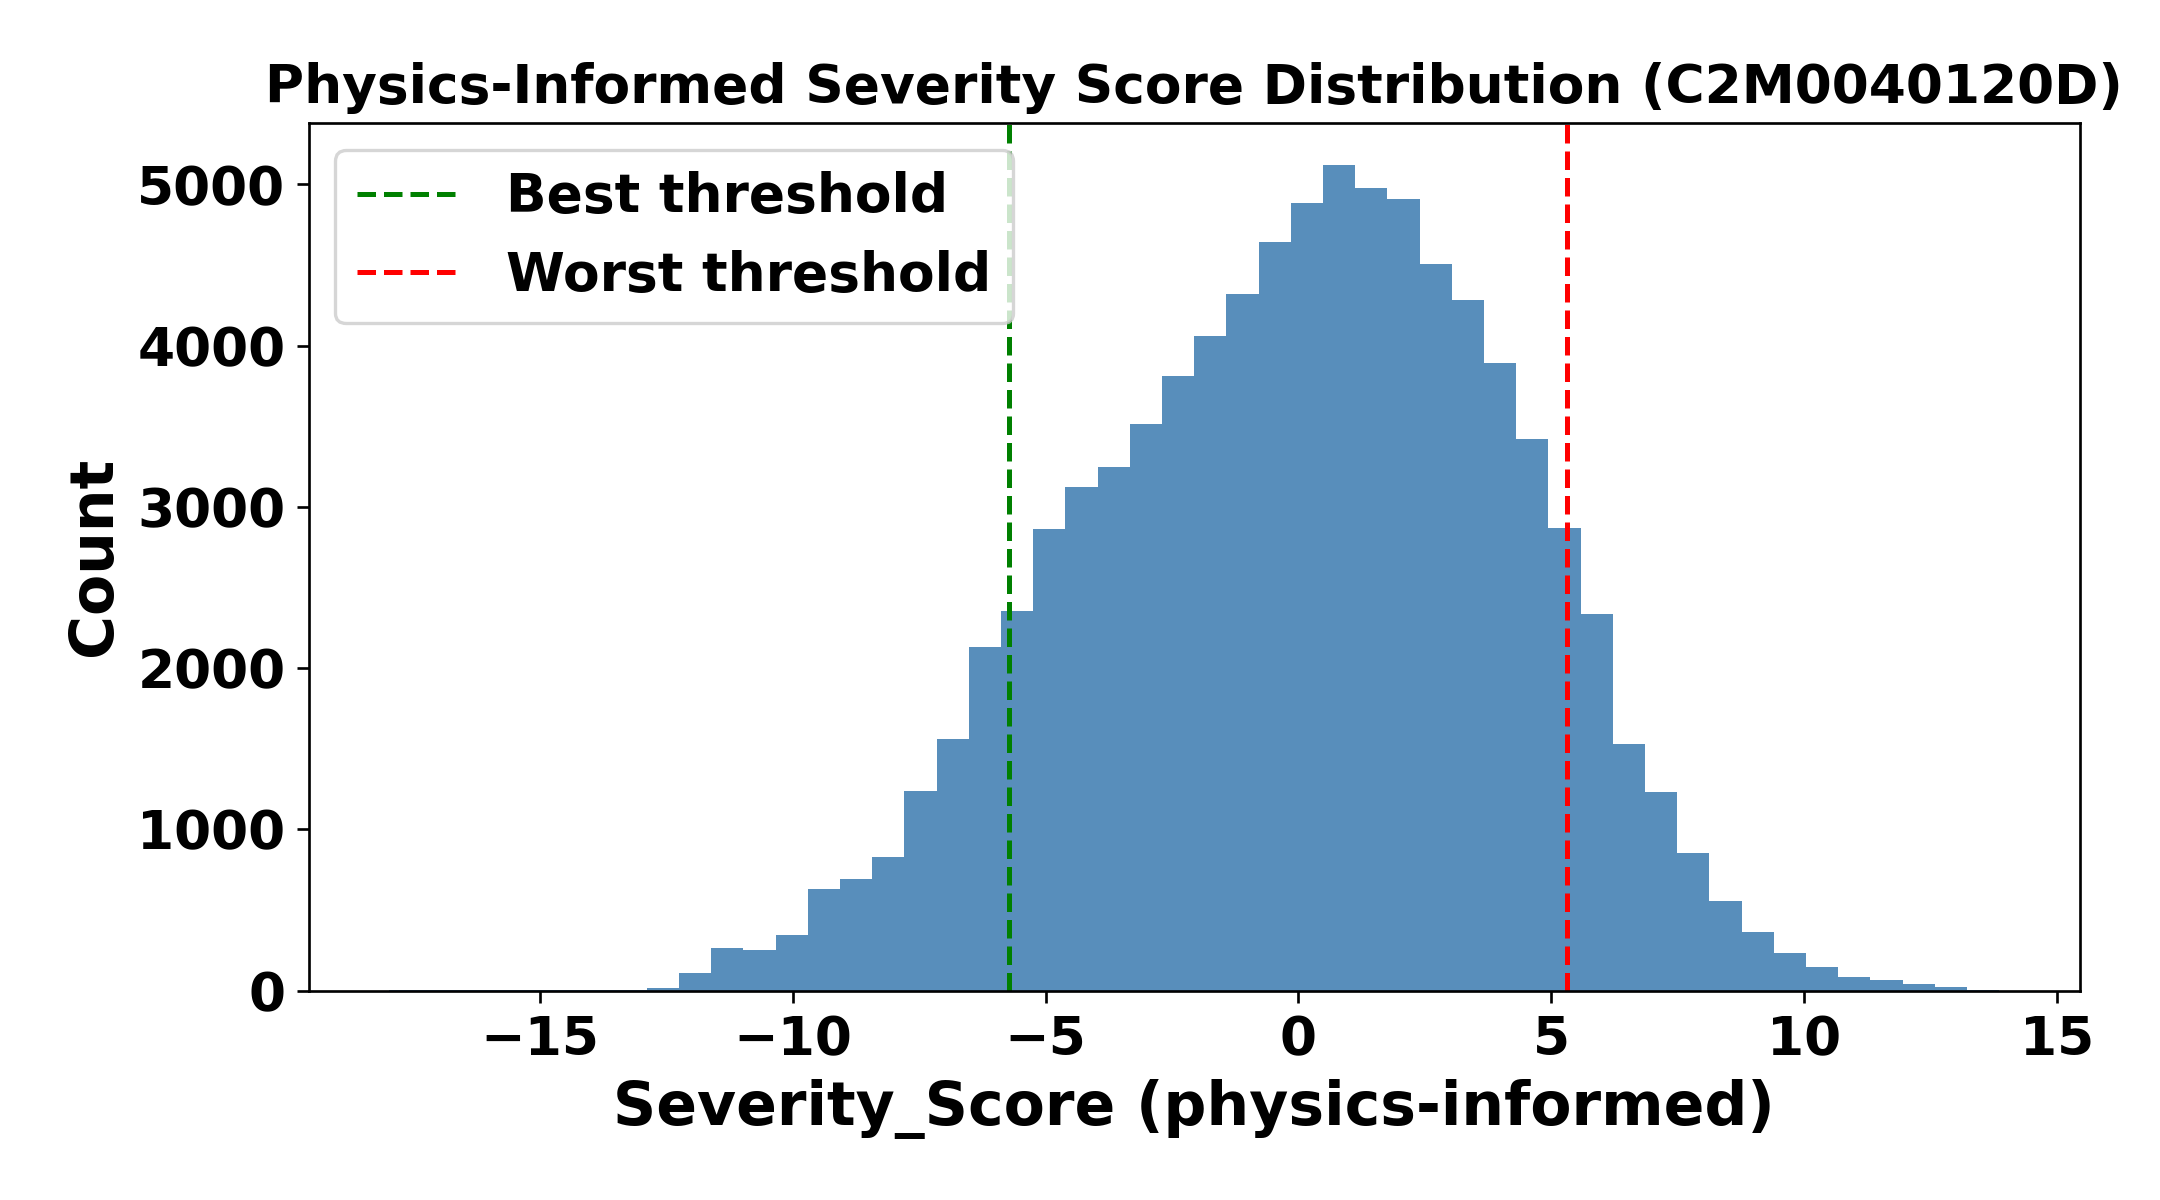 Physics-Informed Severity Score Distribution (C2M0040120D)
Best threshold
Worst threshold
Count
5000
4000
3000
2000
1000
0
−15
−10
−5
0
5
10
15
Severity_Score (physics-informed)